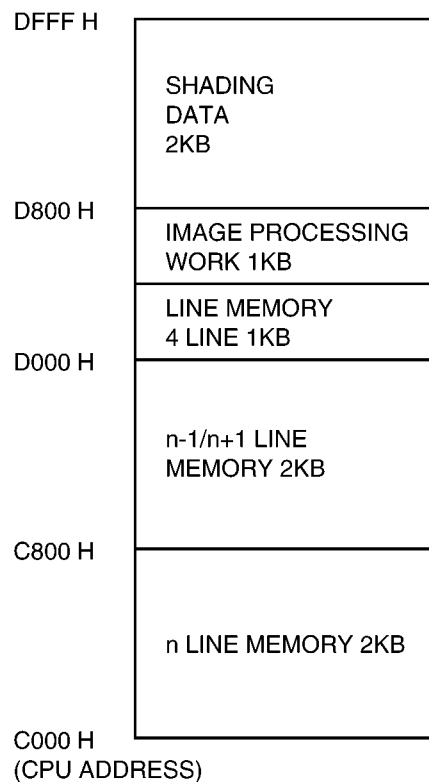 DFFF H
SHADING
DATA
2KB
D800 H
IMAGE PROCESSING
WORK 1KB
LINE MEMORY
4 LINE 1KB
D000 H
n-1/n+1 LINE
MEMORY 2KB
C800 H
n LINE MEMORY 2KB
C000 H
(CPU ADDRESS)